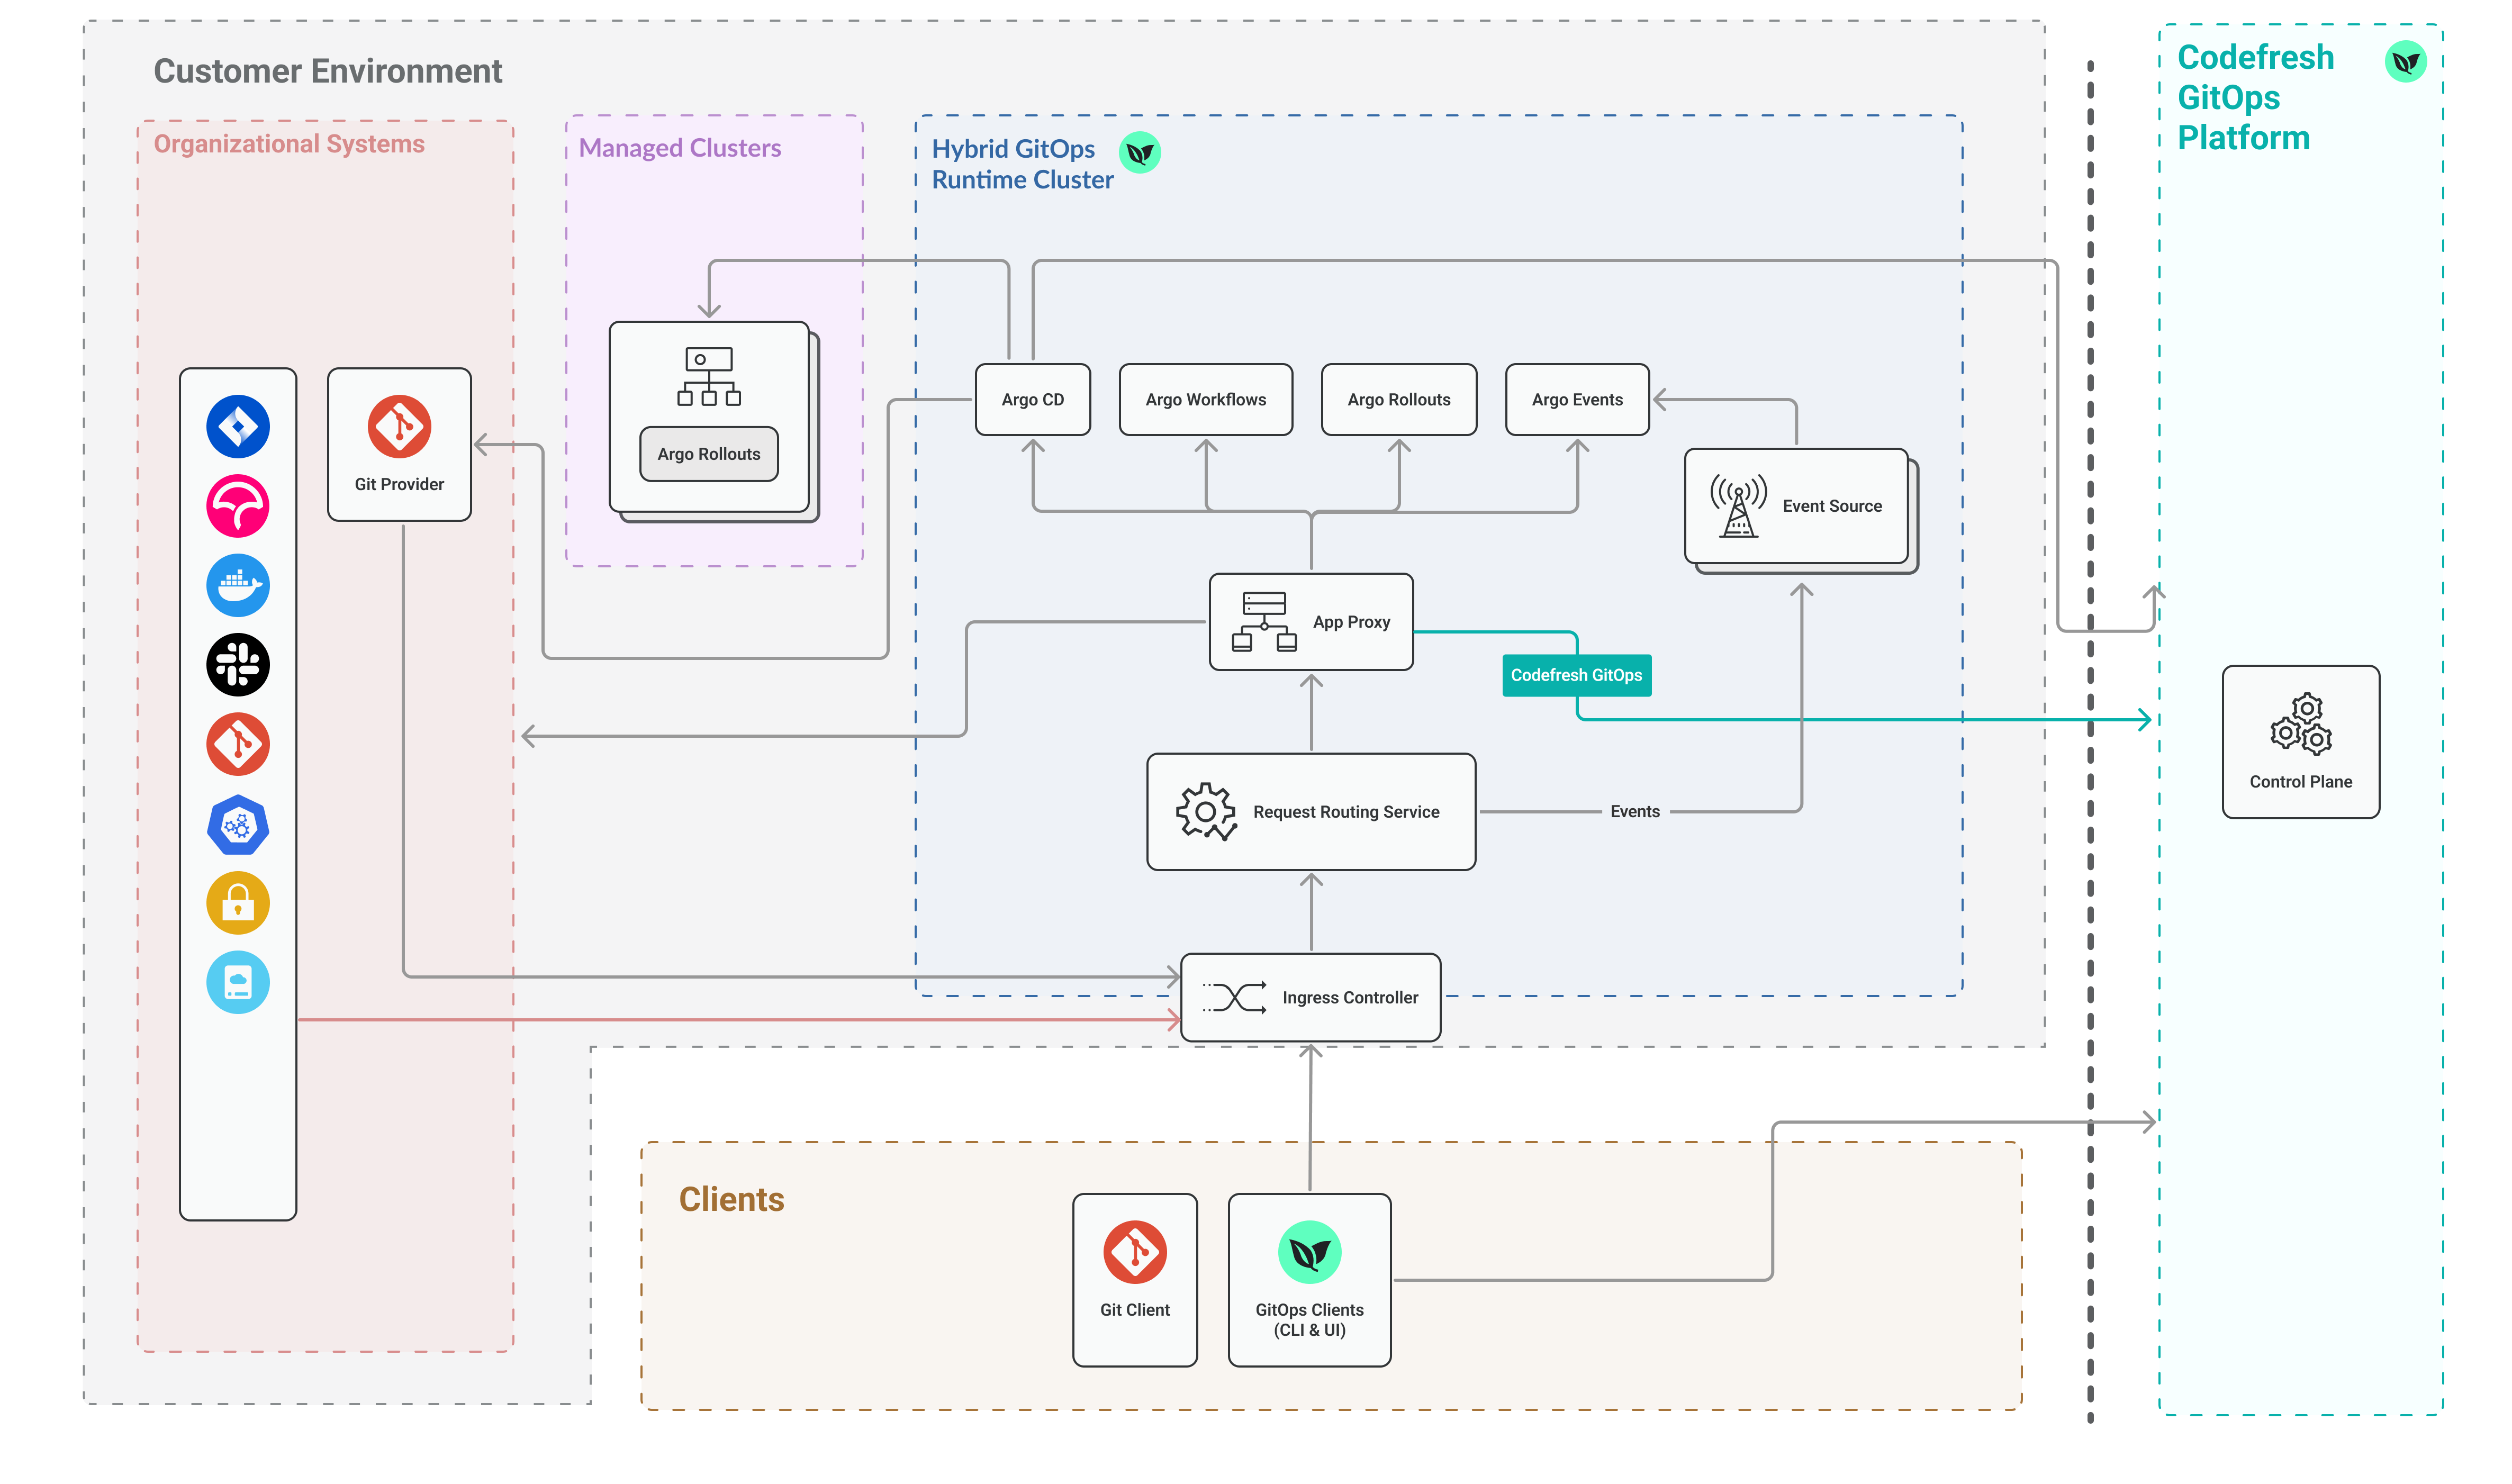 Customer Environment
Codefresh
GitOps
Platform
Organizational Systems
Managed Clusters
Hybrid GitOps
Runtime Cluster
Argo CD
Argo Workflows
Argo Rollouts
Argo Events
Argo Rollouts
Git Provider
Event Source
App Proxy
Codefresh GitOps
Control Plane
Request Routing Service
Events
Ingress Controller
Clients
Git Client
GitOps Clients
(CLI & UI)